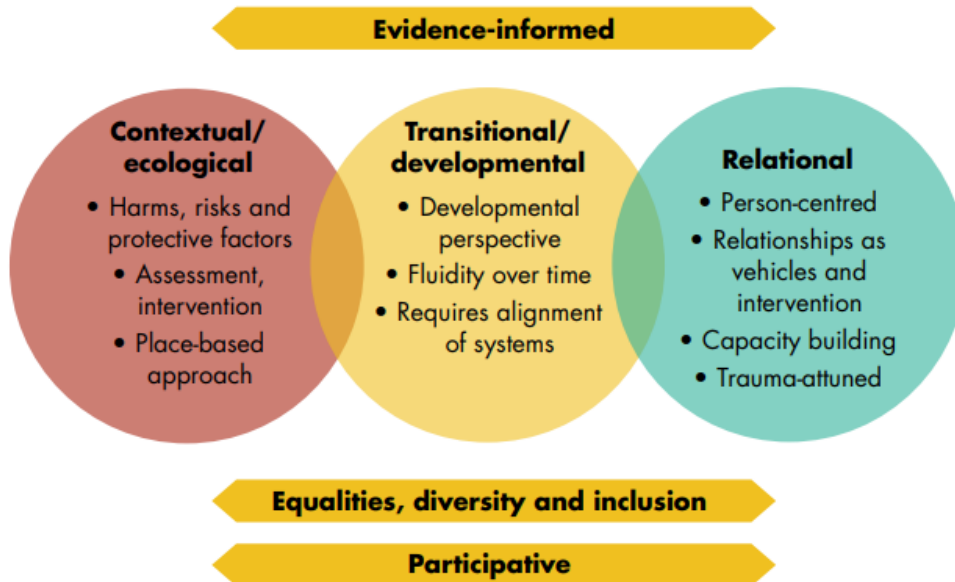 Evidence-informed
Contextual/
ecological
• Harms, risks and
protective factors
• Assessment,
intervention
• Place-based
approach
Transitional/
developmental
• Developmental
perspective
• Fluidity over time
• Requires alignment
of systems
Relational
• Person-centred
• Relationships as
vehicles and
intervention
• Capacity building
• Trauma-attuned
Equalities, diversity and inclusion
Participative